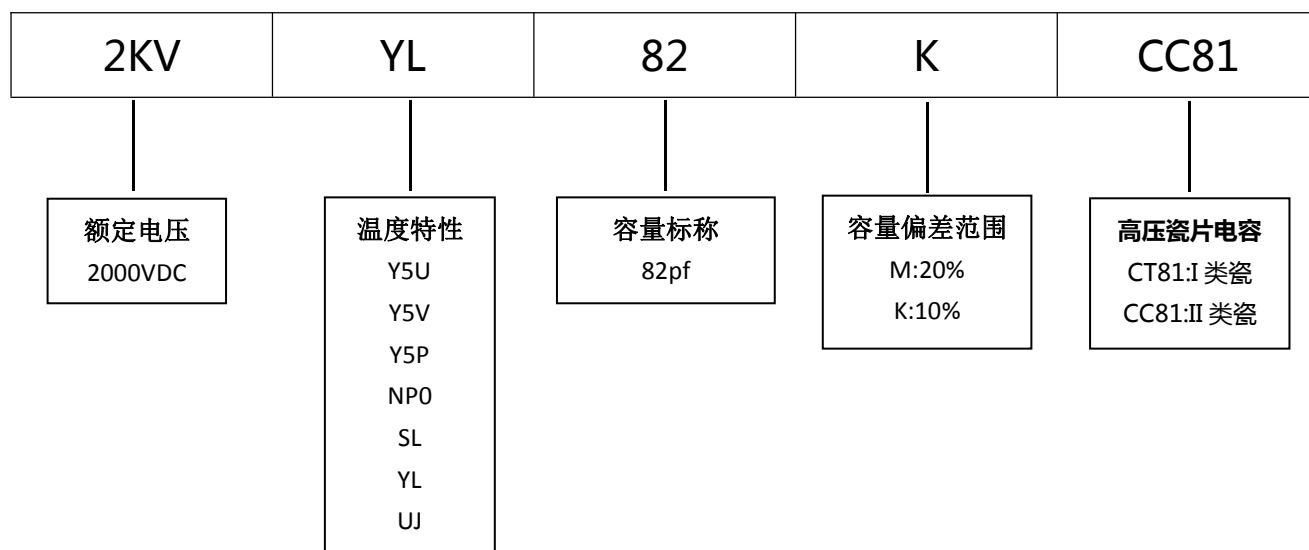 2KV YL 82 K CC81
额定电压
2000VDC
温度特性
Y5U
Y5V
Y5P
NP0
SL
YL
UJ
容量标称
82pf
容量偏差范围
M:20%
K:10%
高压瓷片电容
CT81:I 类瓷
CC81:II 类瓷